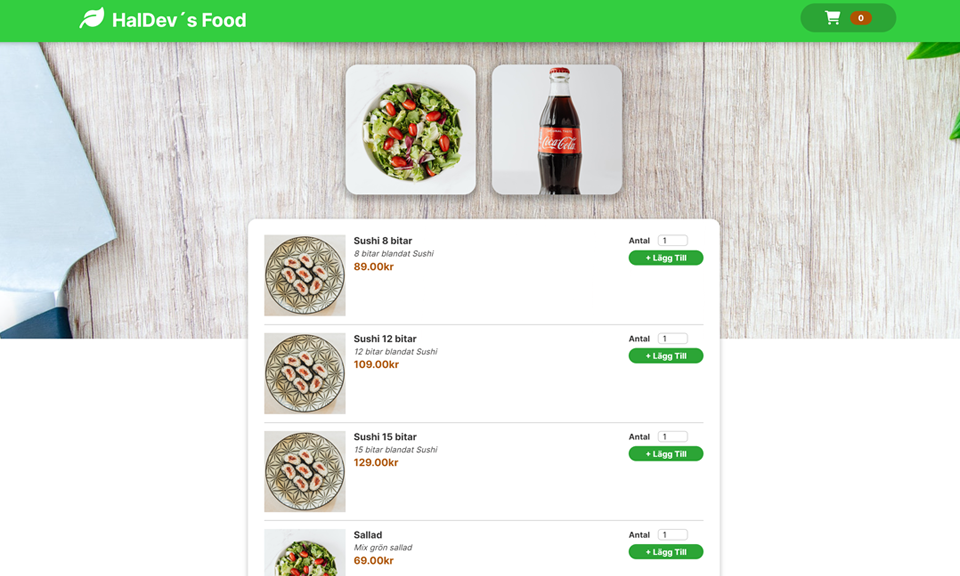 HalDev´s Food
0
Coca-Cola
Sushi 8 bitar
8 bitar blandat Sushi
89.00kr
Antal 1
+ Lägg Till
Sushi 12 bitar
12 bitar blandat Sushi
109.00kr
Antal 1
+ Lägg Till
Sushi 15 bitar
15 bitar blandat Sushi
129.00kr
Antal 1
+ Lägg Till
Sallad
Mix grön sallad
69.00kr
Antal 1
+ Lägg Till